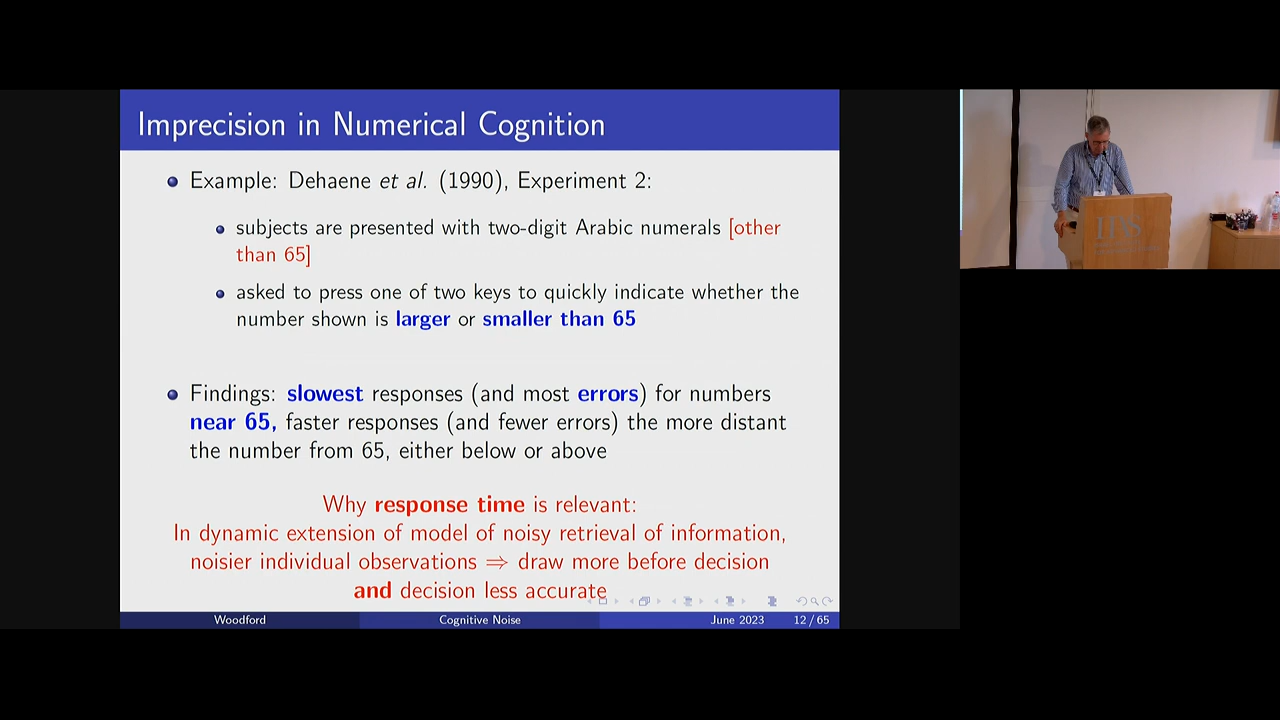 Imprecision in Numerical Cognition
Example: Dehaene et al. (1990), Experiment 2:
subjects are presented with two-digit Arabic numerals [other
than 65]
asked to press one of two keys to quickly indicate whether the
number shown is larger or smaller than 65
Findings: slowest responses (and most errors) for numbers
near 65, faster responses (and fewer errors) the more distant
the number from 65, either below or above
Why response time is relevant:
In dynamic extension of model of noisy retrieval of information,
noisier individual observations ⇒ draw more before decision
and decision less accurate
Woodford Cognitive Noise June 2023 12 / 65